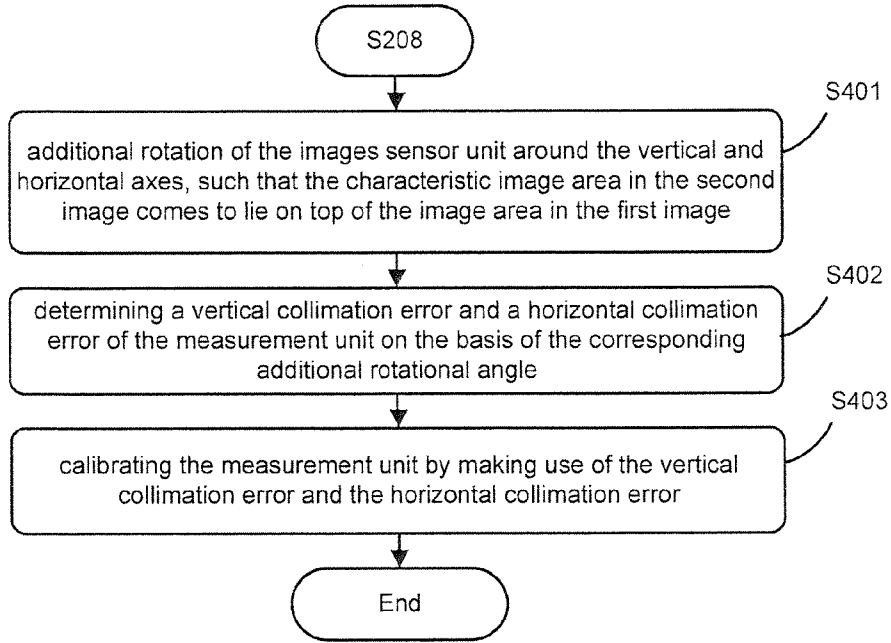 S208
S401
additional rotation of the images sensor unit around the vertical and
horizontal axes, such that the characteristic image area in the second
image comes to lie on top of the image area in the first image
S402
determining a vertical collimation error and a horizontal collimation
error of the measurement unit on the basis of the corresponding
additional rotational angle
S403
calibrating the measurement unit by making use of the vertical
collimation error and the horizontal collimation error
End